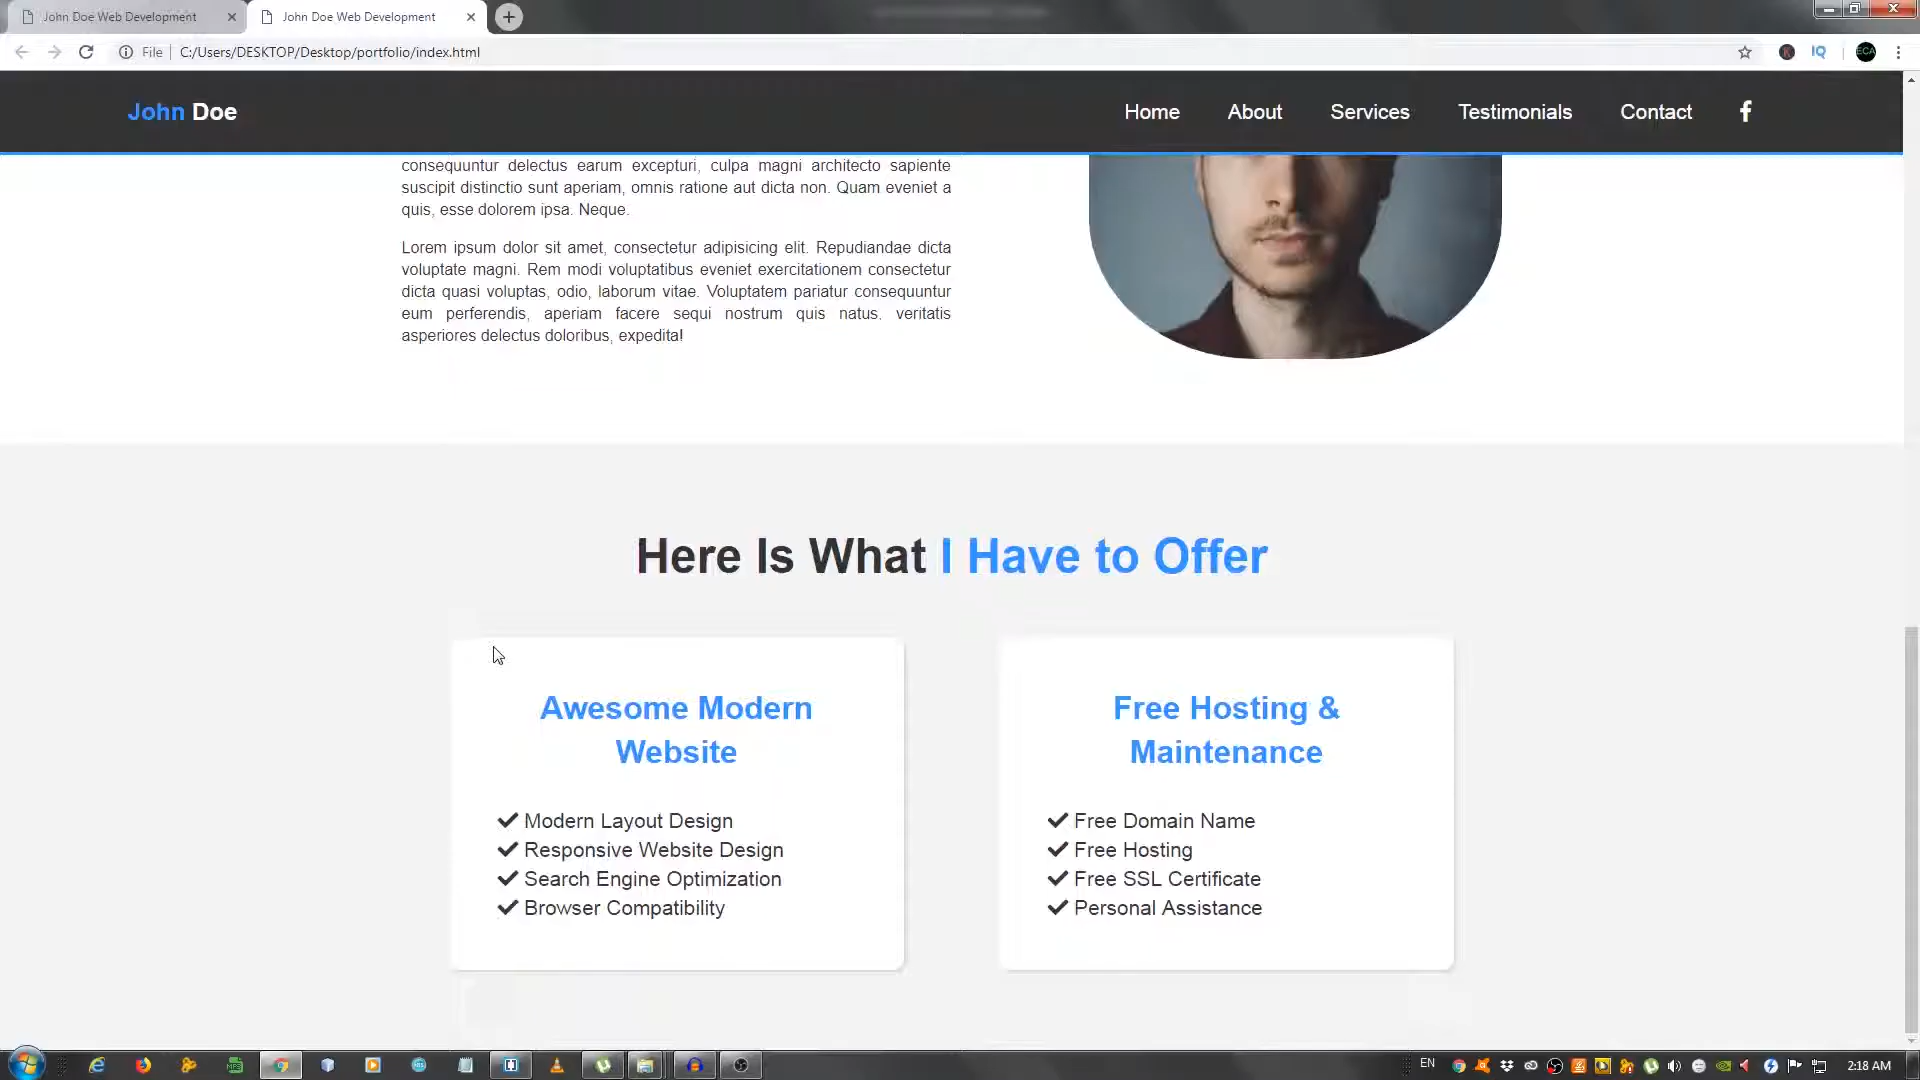 John Doe Web Development
John Doe Web Development
File
C:/Users/DESKTOP/Desktop/portfolio/index.html
IQ
ECA
John Doe
Home
About
Services
Testimonials
Contact
consequuntur delectus earum excepturi, culpa magni architecto sapiente
suscipit distinctio sunt aperiam, omnis ratione aut dicta non. Quam eveniet a
quis, esse dolorem ipsa. Neque.
Lorem ipsum dolor sit amet, consectetur adipisicing elit. Repudiandae dicta
voluptate magni. Rem modi voluptatibus eveniet exercitationem consectetur
dicta quasi voluptas, odio, laborum vitae. Voluptatem pariatur consequuntur
eum perferendis, aperiam facere sequi nostrum quis natus. veritatis
asperiores delectus doloribus, expedita!
Here Is What I Have to Offer
Awesome Modern
Website
Modern Layout Design
Responsive Website Design
Search Engine Optimization
Browser Compatibility
Free Hosting &
Maintenance
Free Domain Name
Free Hosting
Free SSL Certificate
Personal Assistance
EN
2:18 AM